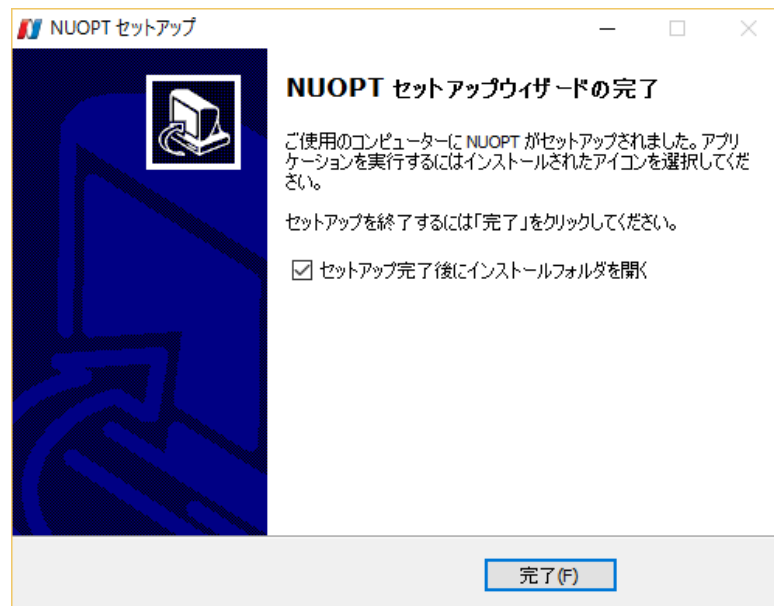 NUOPT セットアップ
NUOPT セットアップウィザードの完了
ご使用のコンピューターに NUOPT がセットアップされました。アプリ
ケーションを実行するにはインストールされたアイコンを選択してくだ
さい。
セットアップを終了するには「完了」をクリックしてください。
セットアップ完了後にインストールフォルダを開く
完了(F)